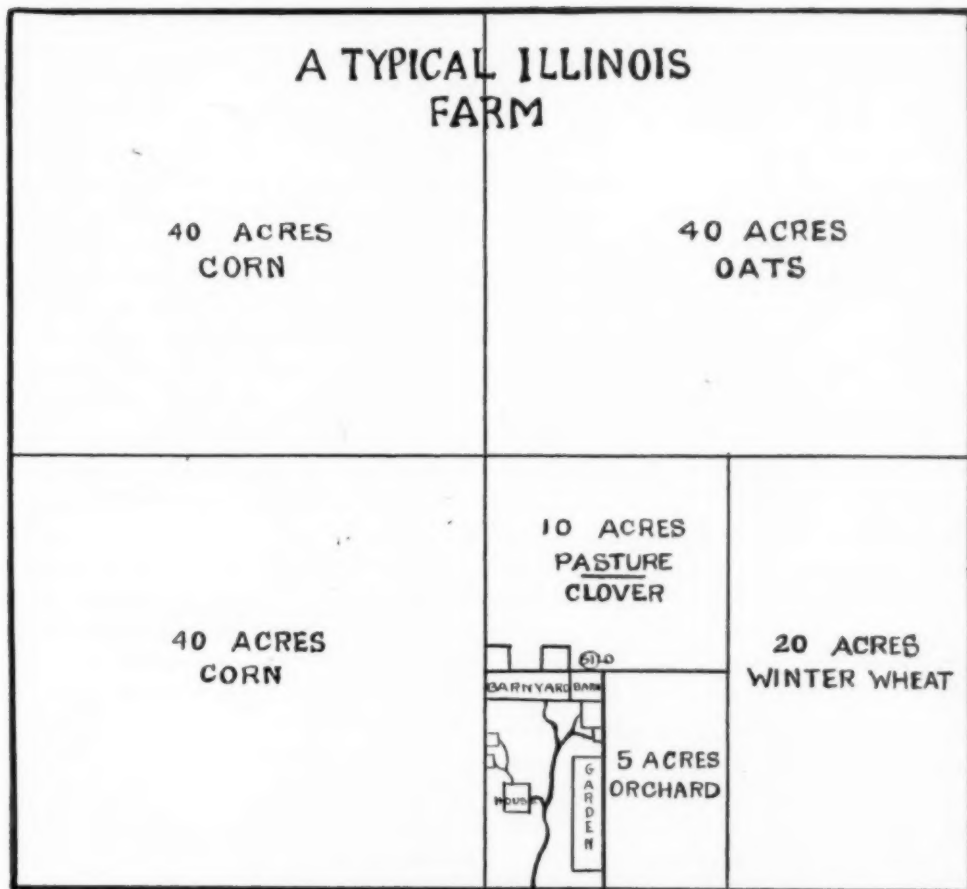 A TYPICAL ILLINOIS
FARM
40 ACRES
CORN
40 ACRES
OATS
40 ACRES
CORN
10 ACRES
PASTURE
CLOVER
20 ACRES
WINTER WHEAT
BARNYARD
BARN
5 ACRES
ORCHARD
HOUSE
GARDEN